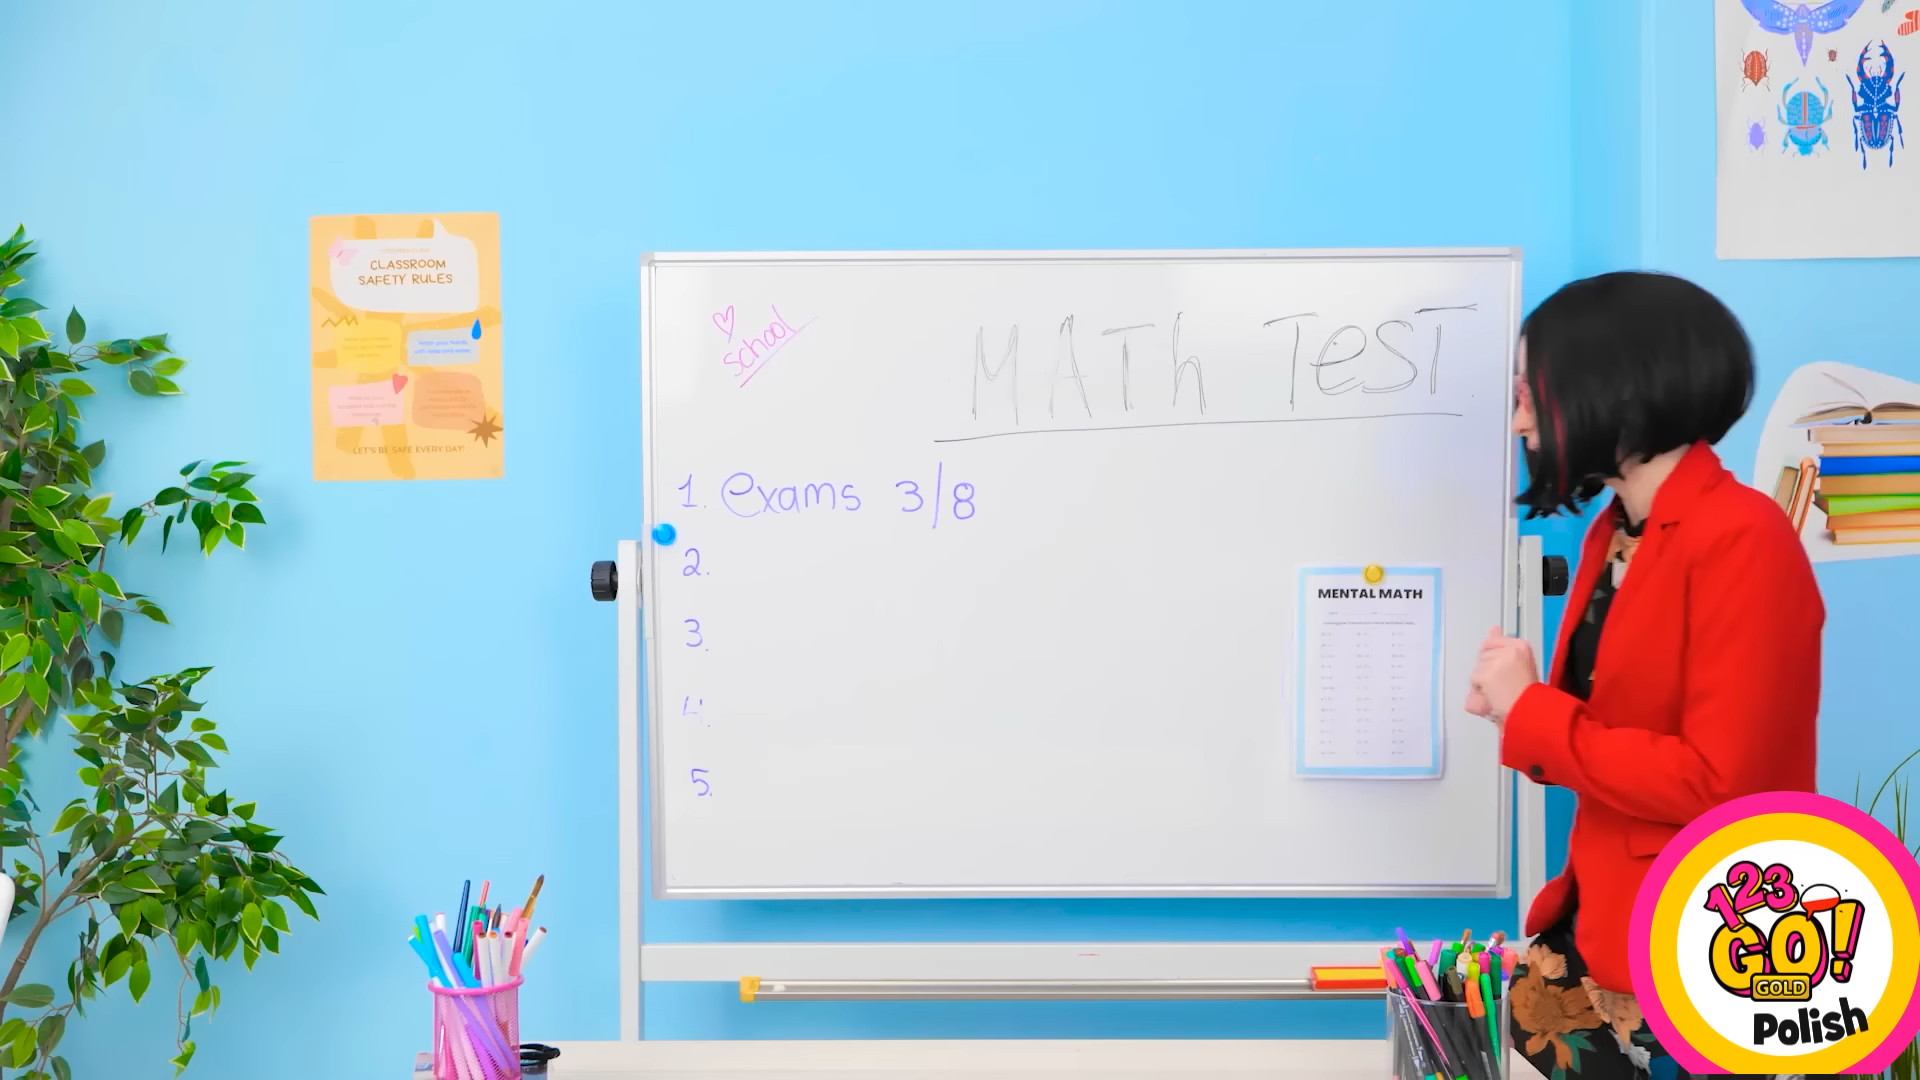 CLASSROOM
SAFETY RULES
LET'S BE SAFE EVERY DAY!
school
MATh TeST
1. exams 3/8
2.
3.
4.
5.
MENTAL MATH
123
GO!
GOLD
Polish